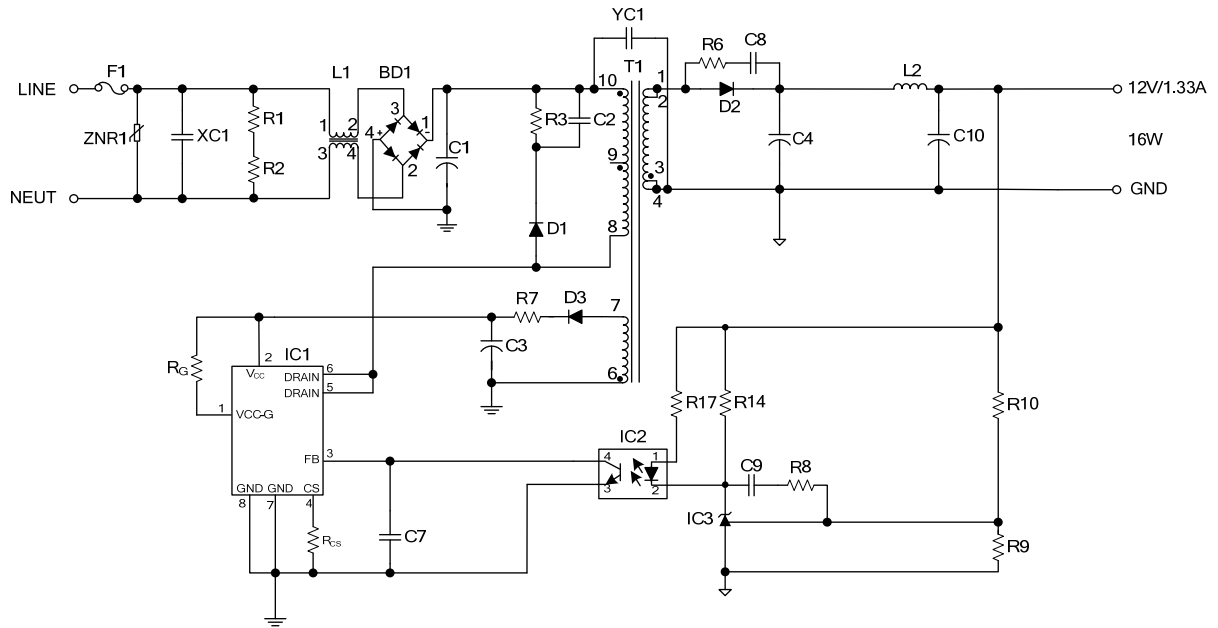 YC1
LINE
F1
ZNR1
XC1
R1
R2
NEUT
L1
1
2
3
4
BD1
3
4
+
1
-
2
C1
R3
C2
D1
T1
10
9
8
7
6
1
2
3
4
R6
C8
D2
C4
L2
C10
12V/1.33A
16W
GND
R7
D3
C3
RG
IC1
2
VCC
DRAIN 6
DRAIN 5
1
VCC-G
FB 3
GND GND CS
8
7
4
RCS
C7
IC2
4
3
1
2
R17
R14
R10
C9
R8
IC3
R9